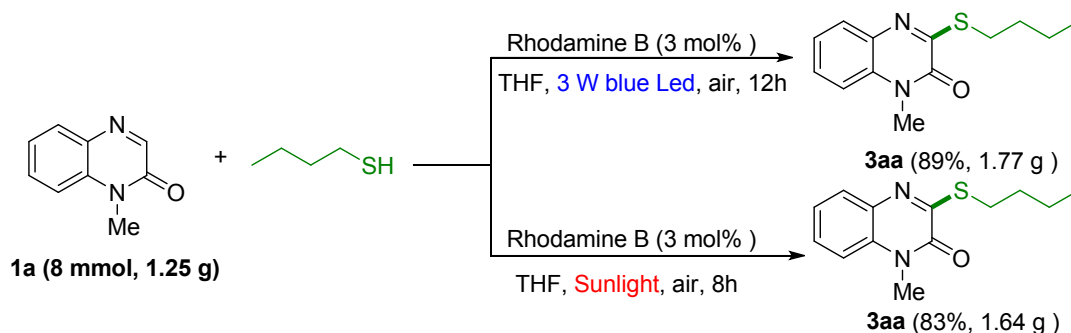 Rhodamine B (3 mol% )
THF, 3 W blue Led, air, 12h
N
S
N
O
Me
3aa (89%, 1.77 g )
N
N
O
Me
1a (8 mmol, 1.25 g)
+
SH
Rhodamine B (3 mol% )
THF, Sunlight, air, 8h
N
S
N
O
Me
3aa (83%, 1.64 g )